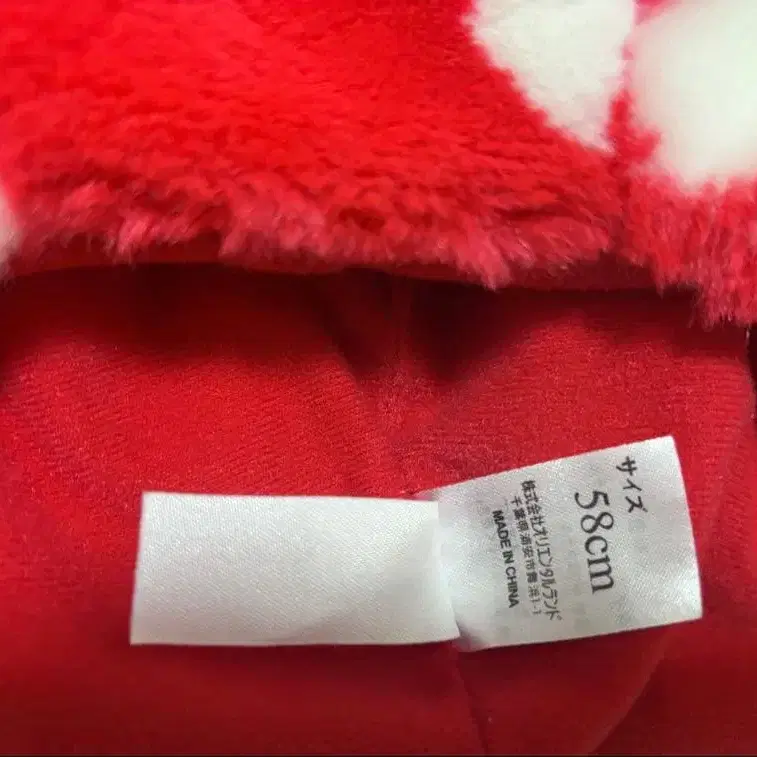 サイズ
58cm
株式会社オリエンタルランド
千葉県浦安市舞浜1-1
MADE IN CHINA